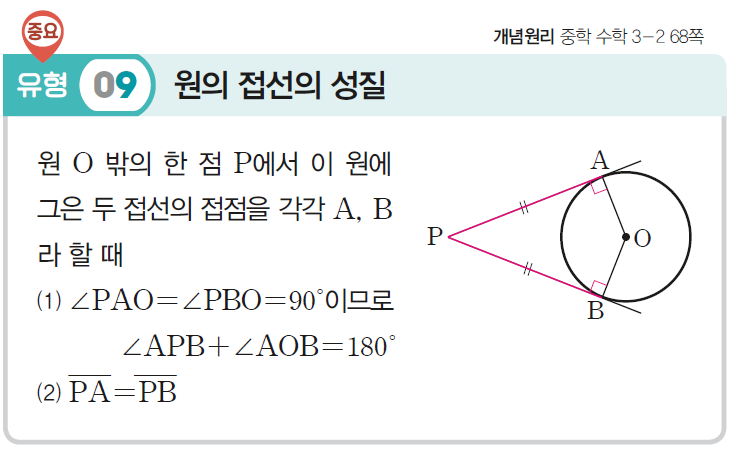 중요
개념원리 중학 수학 3-2 68쪽
유형 09 원의 접선의 성질
원 O 밖의 한 점 P에서 이 원에
그은 두 접선의 접점을 각각 A, B
라 할 때
(1) ∠PAO=∠PBO=90°이므로
∠APB+∠AOB=180°
(2) P̅A̅=P̅B̅
A
P
O
B